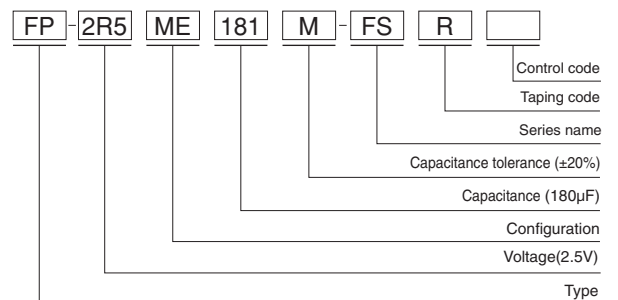 FP - 2R5 ME 181 M - FS R
Control code
Taping code
Series name
Capacitance tolerance (±20%)
Capacitance (180μF)
Configuration
Voltage(2.5V)
Type